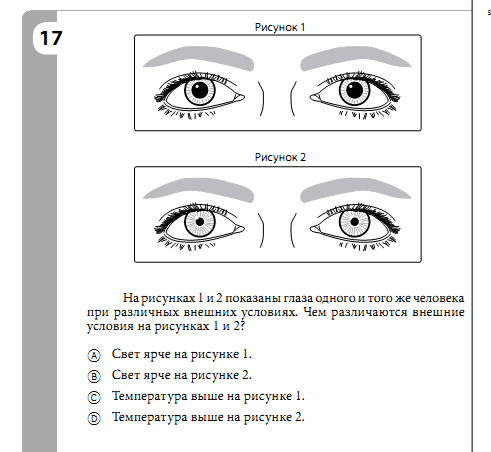 17
Рисунок 1
Рисунок 2
На рисунках 1 и 2 показаны глаза одного и того же человека
при различных внешних условиях. Чем различаются внешние
условия на рисунках 1 и 2?
A Свет ярче на рисунке 1.
B Свет ярче на рисунке 2.
C Температура выше на рисунке 1.
D Температура выше на рисунке 2.
s